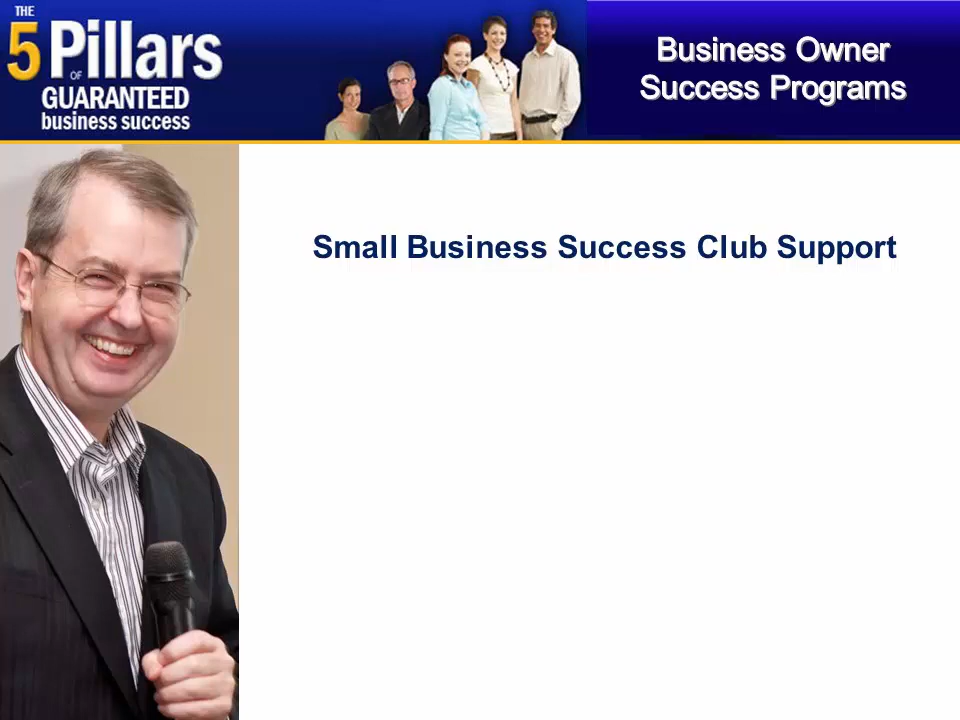 THE
5 Pillars
OF
GUARANTEED
business success
Business Owner
Success Programs
Small Business Success Club Support